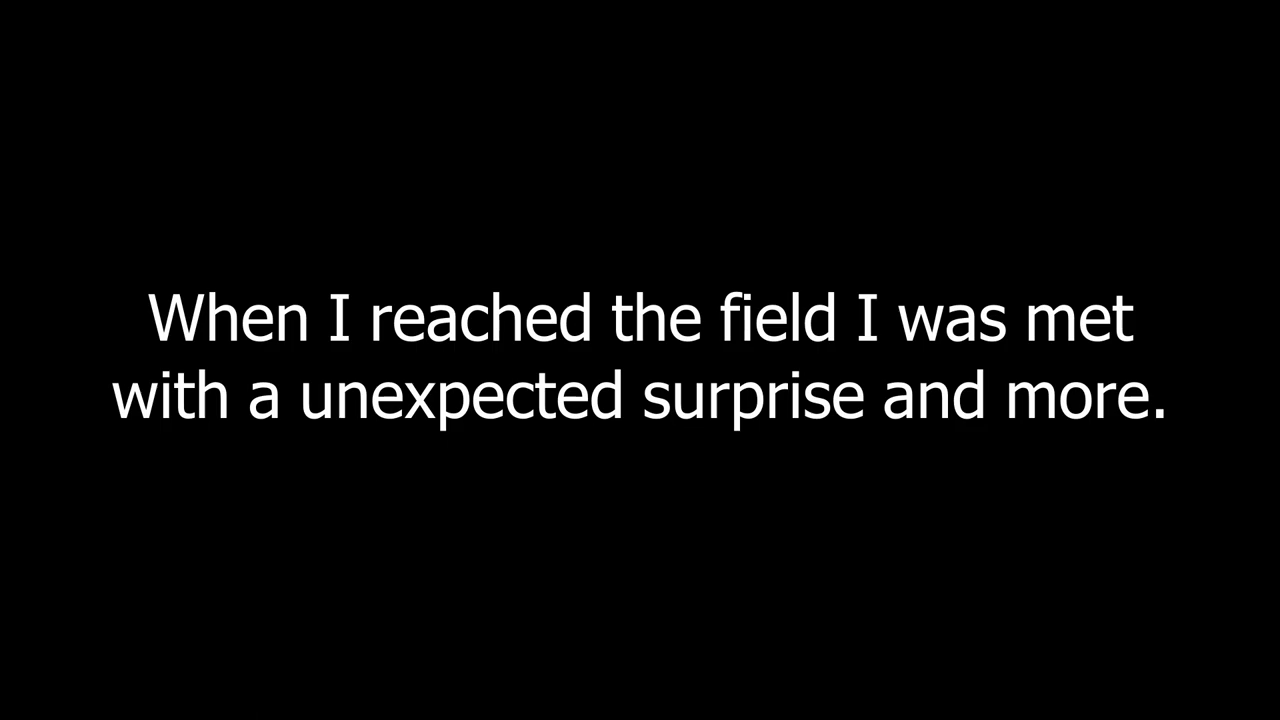 When I reached the field I was met
with a unexpected surprise and more.